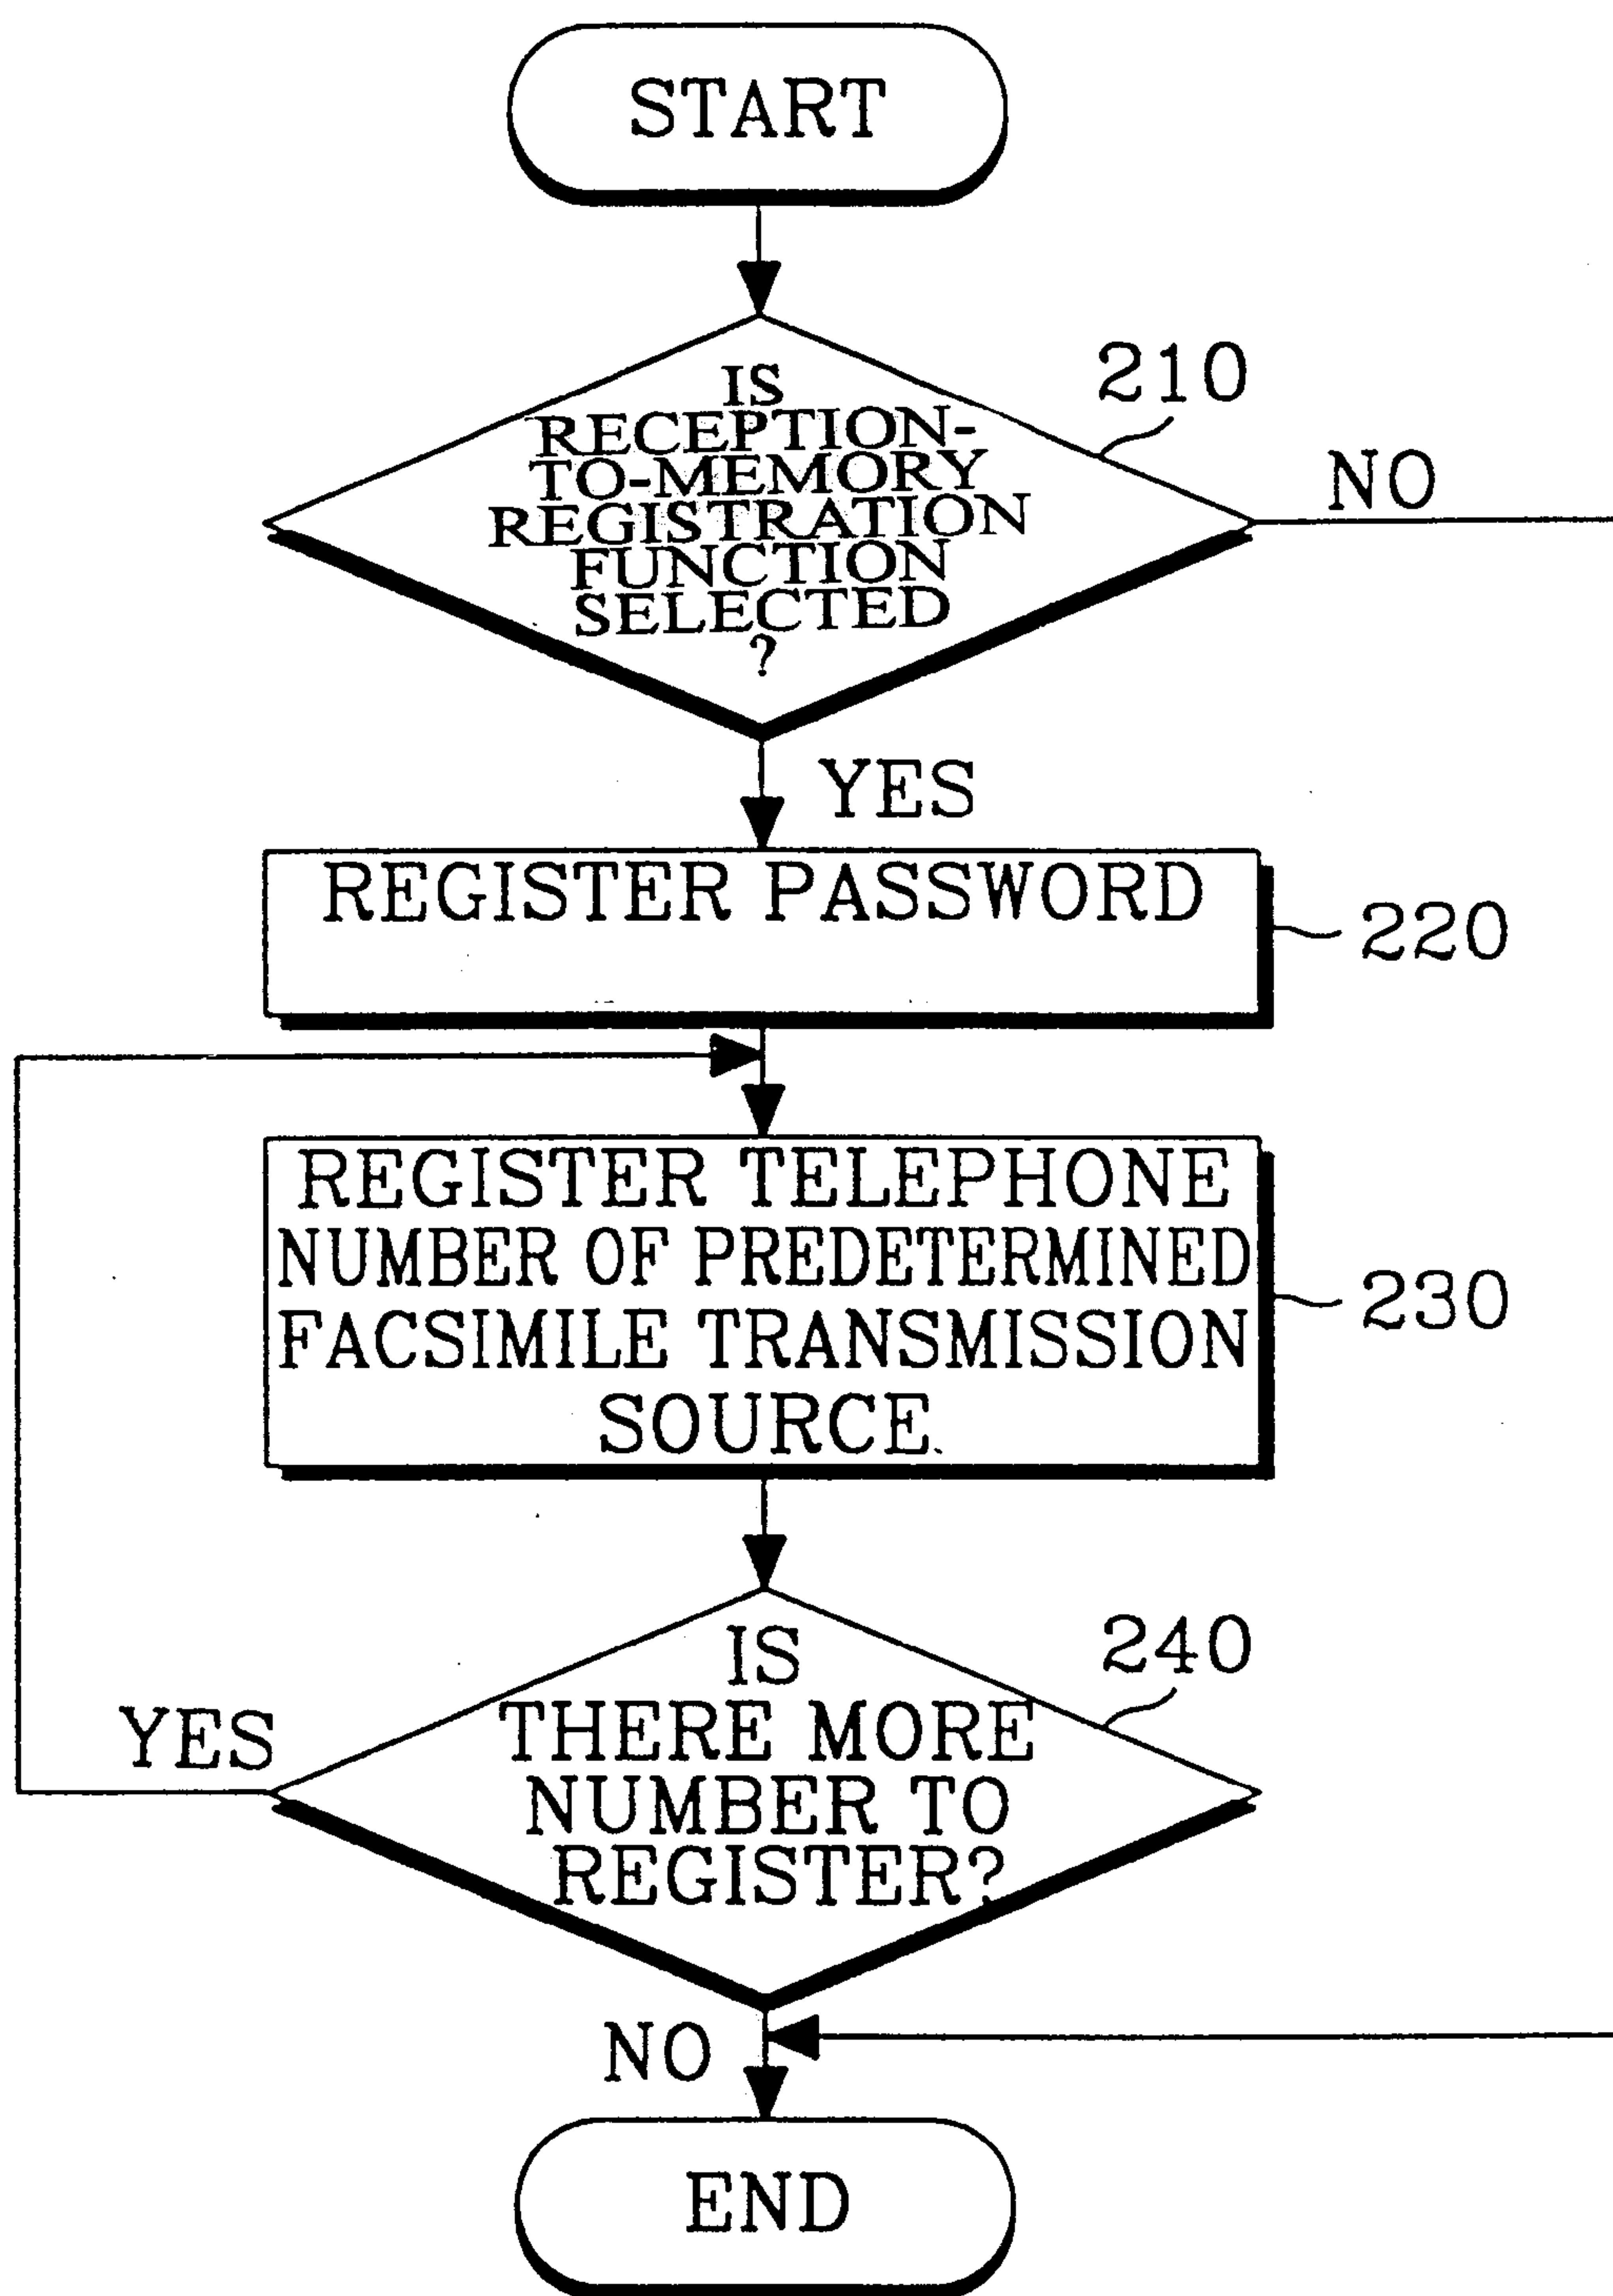 START
IS
RECEPTION-
TO-MEMORY
REGISTRATION
FUNCTION
SELECTED
?
210
NO
YES
REGISTER PASSWORD
220
REGISTER TELEPHONE
NUMBER OF PREDETERMINED
FACSIMILE TRANSMISSION
SOURCE
230
IS
THERE MORE
NUMBER TO
REGISTER?
240
YES
NO
END